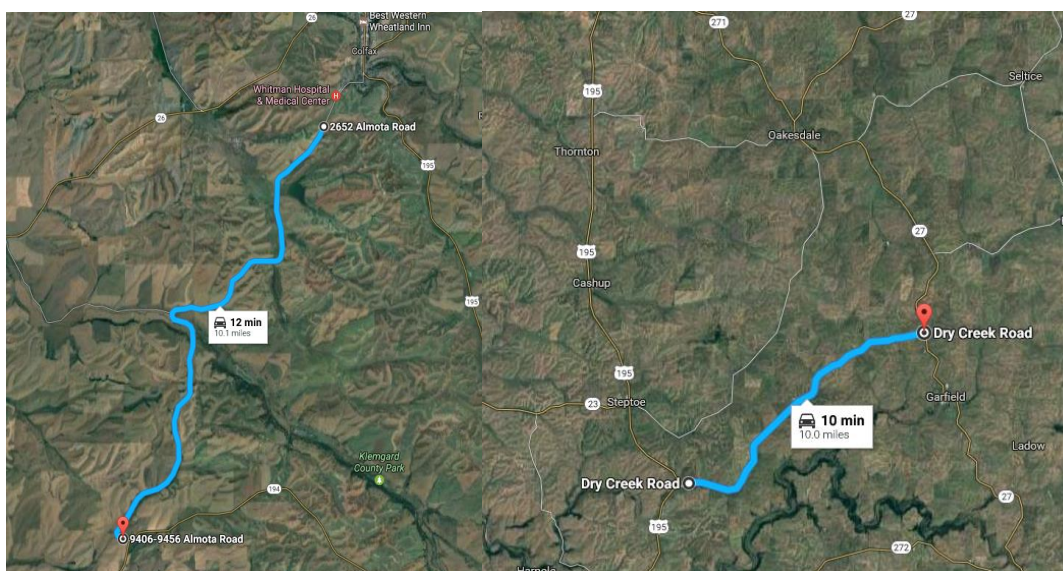 26
Best Western
Wheatland Inn
Colfax
Whitman Hospital
& Medical Center
H
2652 Almota Road
26
195
195
12 min
10.1 miles
Klemgard
County Park
194
9406-9456 Almota Road
271
27
195
Seltice
Oakesdale
Thornton
27
195
Cashup
Dry Creek Road
195
Steptoe
23
10 min
10.0 miles
Garfield
Ladow
Dry Creek Road
195
27
272